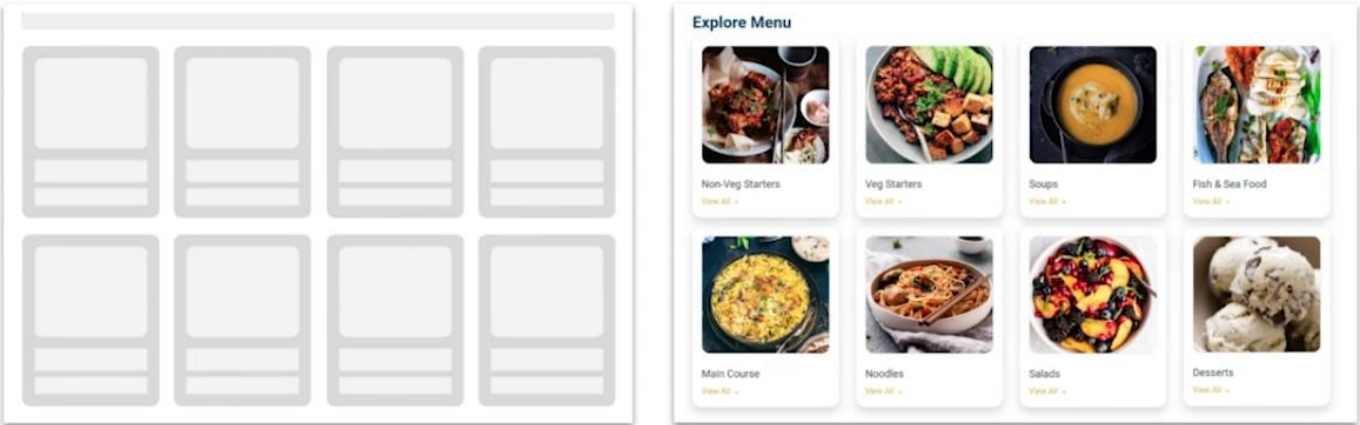 Explore Menu
Non-Veg Starters
Veg Starters
Soups
Fish & Sea Food
View All →
View All →
View All →
View All →
Main Course
Noodles
Salads
Desserts
View All →
View All →
View All →
View All →